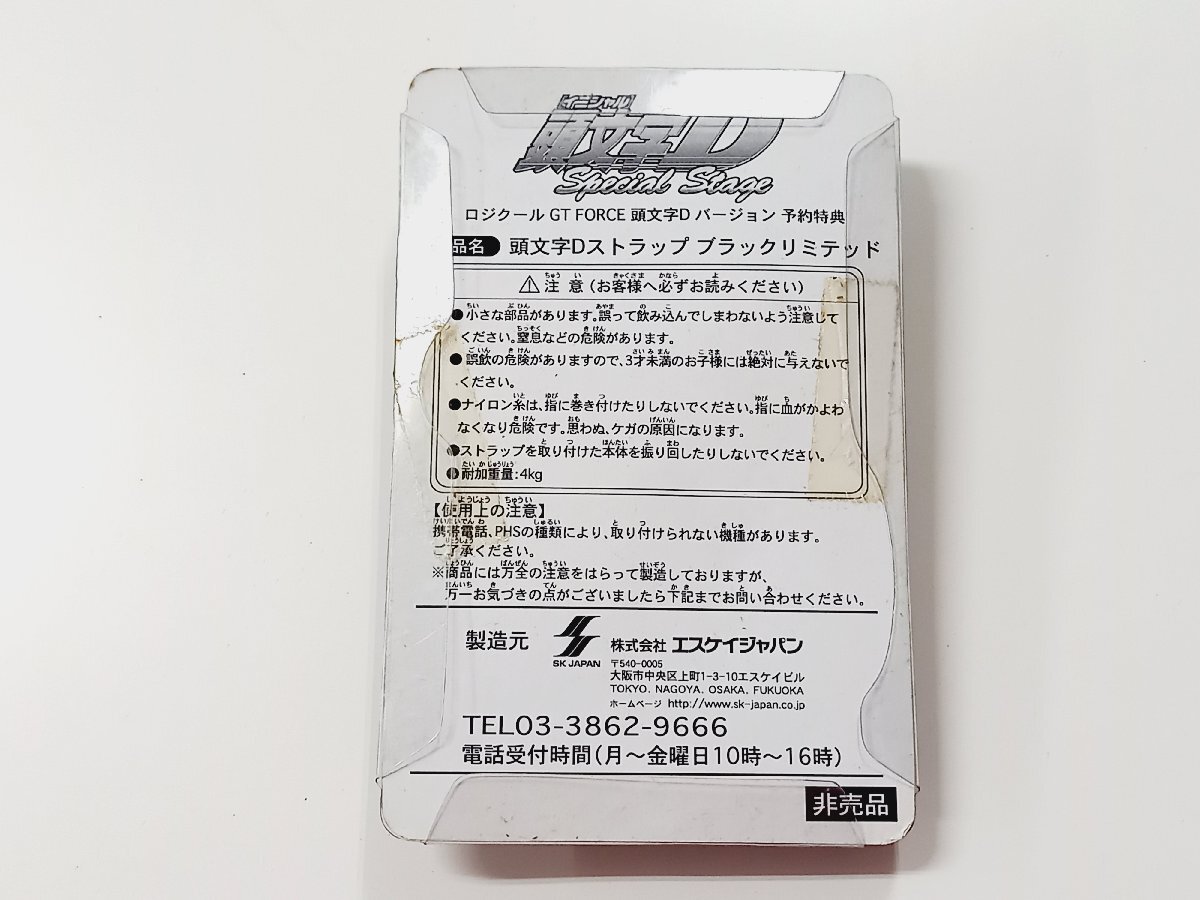 イニシャル
頭文字D
Special Stage
ロジクール GT FORCE 頭文字D バージョン 予約特典
品名 頭文字Dストラップ ブラックリミテッド
⚠注意(お客様へ必ずお読みください)
●小さな部品があります。誤って飲み込んでしまわないよう注意して
ください。窒息などの危険があります。
●誤飲の危険がありますので、3才未満のお子様には絶対に与えないで
ください。
●ナイロン糸は、指に巻き付けたりしないでください。指に血がかよわ
なくなり危険です。思わぬ、ケガの原因になります。
●ストラップを取り付けた本体を振り回したりしないでください。
●耐加重量:4kg
【使用上の注意】
携帯電話、PHSの種類により、取り付けられない機種があります。
ご了承ください。
※商品には万全の注意をはらって製造しておりますが、
万一お気づきの点がございましたら下記までお問い合わせください。
製造元 SK JAPAN 株式会社 エスケイジャパン
〒540-0005
大阪市中央区上町1-3-10エスケイビル
TOKYO. NAGOYA. OSAKA. FUKUOKA
ホームページ http://www.sk-japan.co.jp
TEL03-3862-9666
電話受付時間(月〜金曜日10時〜16時)
非売品